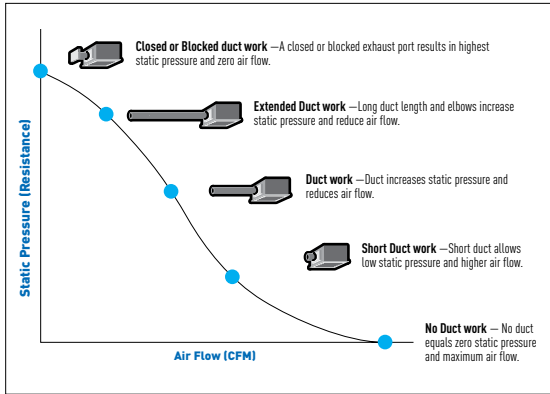 Closed or Blocked duct work —A closed or blocked exhaust port results in highest
static pressure and zero air flow.
Extended Duct work —Long duct length and elbows increase
static pressure and reduce air flow.
Duct work —Duct increases static pressure and
reduces air flow.
Short Duct work —Short duct allows
low static pressure and higher air flow.
No Duct work — No duct
equals zero static pressure
and maximum air flow.
Static Pressure (Resistance)
Air Flow (CFM)